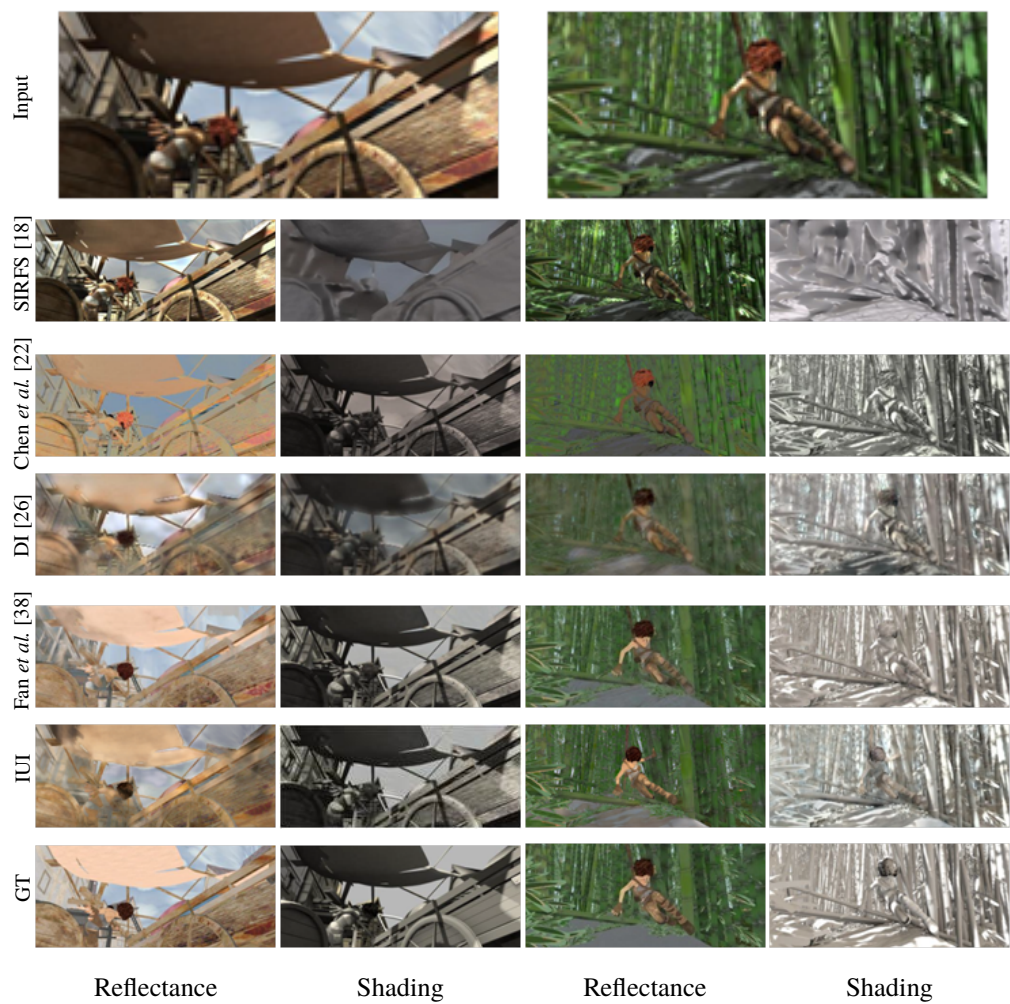 Input
SIRFS [18]
Chen et al. [22]
DI [26]
Fan et al. [38]
IUI
GT
Reflectance Shading Reflectance Shading